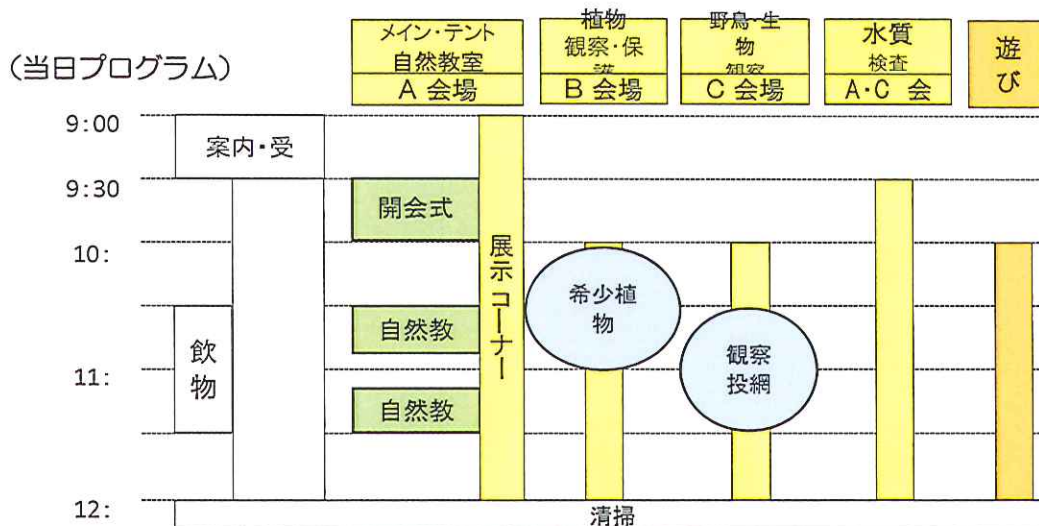 (当日プログラム)
メイン・テント
自然教室
A 会場
植物
観察・保
護
B 会場
野鳥・生
物
観察
C 会場
水質
検査
A・C 会
遊
び
9:00
案内・受
9:30
開会式
10:
展示コーナー
希少植
物
自然教
飲
物
観察
投網
11:
自然教
12:
清掃